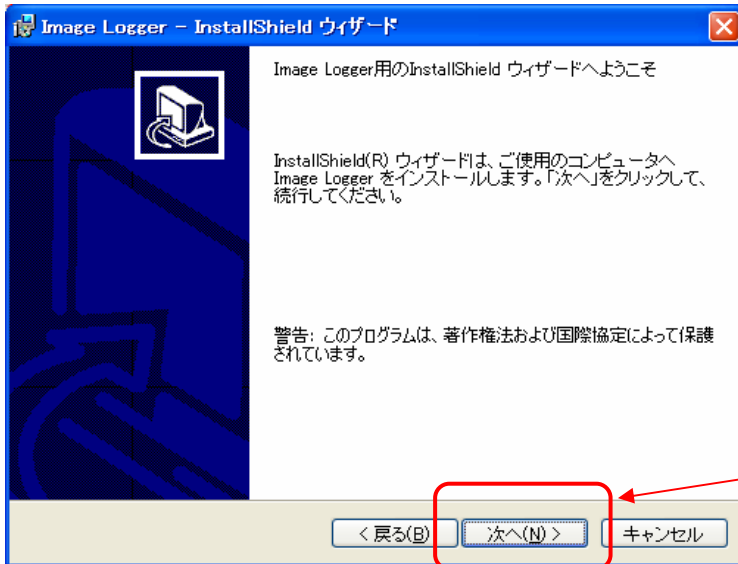 Image Logger - InstallShield ウィザード
Image Logger用のInstallShield ウィザードへようこそ
InstallShield(R) ウィザードは、ご使用のコンピュータへ
Image Logger をインストールします。「次へ」をクリックして、
続行してください。
警告: このプログラムは、著作権法および国際協定によって保護
されています。
< 戻る(B)
次へ(N) >
キャンセル